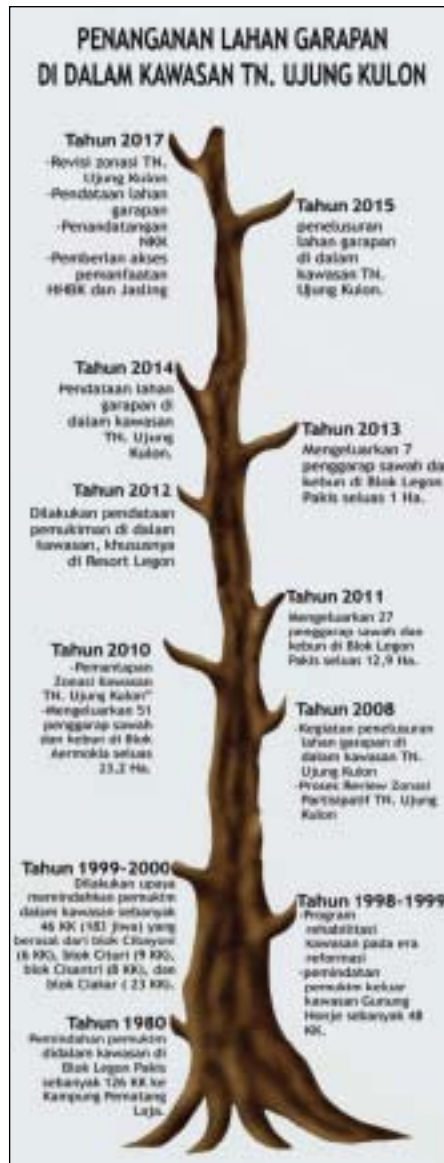 PENANGANAN LAHAN GARAPAN
DI DALAM KAWASAN TN. UJUNG KULON
Tahun 2017
-Revisi zonasi TN.
Ujung Kulon
-Pendataan lahan
garapan
-Penandatangan
NKK
-Pemberian akses
pemanfaatan
HHBK dan Jasling
Tahun 2015
penelusuran
lahan garapan
di dalam
kawasan TN.
Ujung Kulon.
Tahun 2014
Pendataan lahan
garapan di
dalam kawasan
TN. Ujung
Kulon.
Tahun 2013
Mengeluarkan 7
penggarap sawah da
kebun di Blok Legon
Pakis seluas 1 Ha.
Tahun 2012
Dilakukan pendataan
pemukiman di dalam
kawasan, khususnya
di Resort Legon
Tahun 2011
Mengeluarkan 27
penggarap sawah dan
kebun di Blok Legon
Pakis seluas 12,9 Ha.
Tahun 2010
-Pemantapan
Zonasi Kawasan
TN. Ujung Kulon"
-Mengeluarkan 51
penggarap sawah
dan kebun di Blok
Aermokla seluas
23,2 Ha.
Tahun 2008
-Kegiatan penelusuran
lahan garapan di
dalam kawasan TN.
Ujung Kulon
-Proses Review Zonasi
Partisipatif TN. Ujung
Kulon
Tahun 1999-2000
Dilakukan upaya
memindahkan pemukim
dalam kawasan sebanyak
46 KK (182 jiwa) yang
berasal dari blok Cibayoni
(6 KK), blok Cituri (9 KK),
blok Cisantri (8 KK), dan
blok Ciakar ( 23 KK).
Tahun 1998-1999
-Program
rehabilitasi
kawasan pada era
reformasi
-pemindahan
pemukim keluar
kawasan Gunung
Honje sebanyak 48
KK.
Tahun 1980
Pemindahan pemukim
didalam kawasan di
Blok Legon Pakis
sebanyak 126 KK ke
Kampung Pematang
Laja.